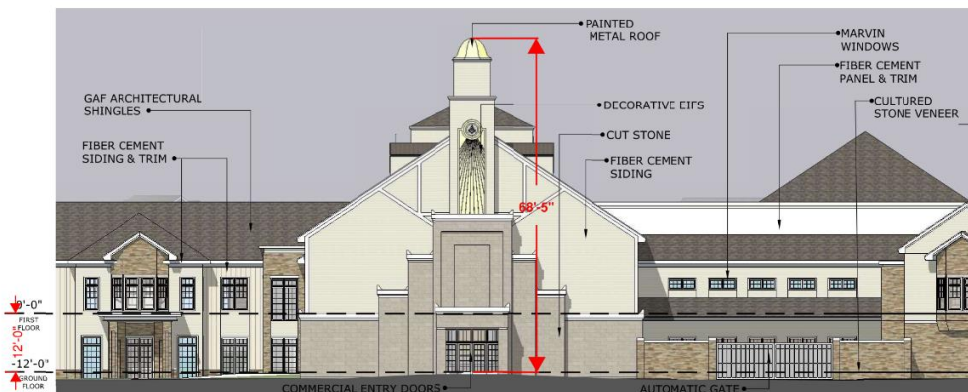 PAINTED
METAL ROOF
MARVIN
WINDOWS
FIBER CEMENT
PANEL & TRIM
GAF ARCHITECTURAL
SHINGLES
DECORATIVE EIFS
CULTURED
STONE VENEER
CUT STONE
FIBER CEMENT
SIDING & TRIM
FIBER CEMENT
SIDING
68'-5"
0'-0"
FIRST
FLOOR
12'-0"
-12'-0"
GROUND
FLOOR
COMMERCIAL ENTRY DOORS
AUTOMATIC GATE